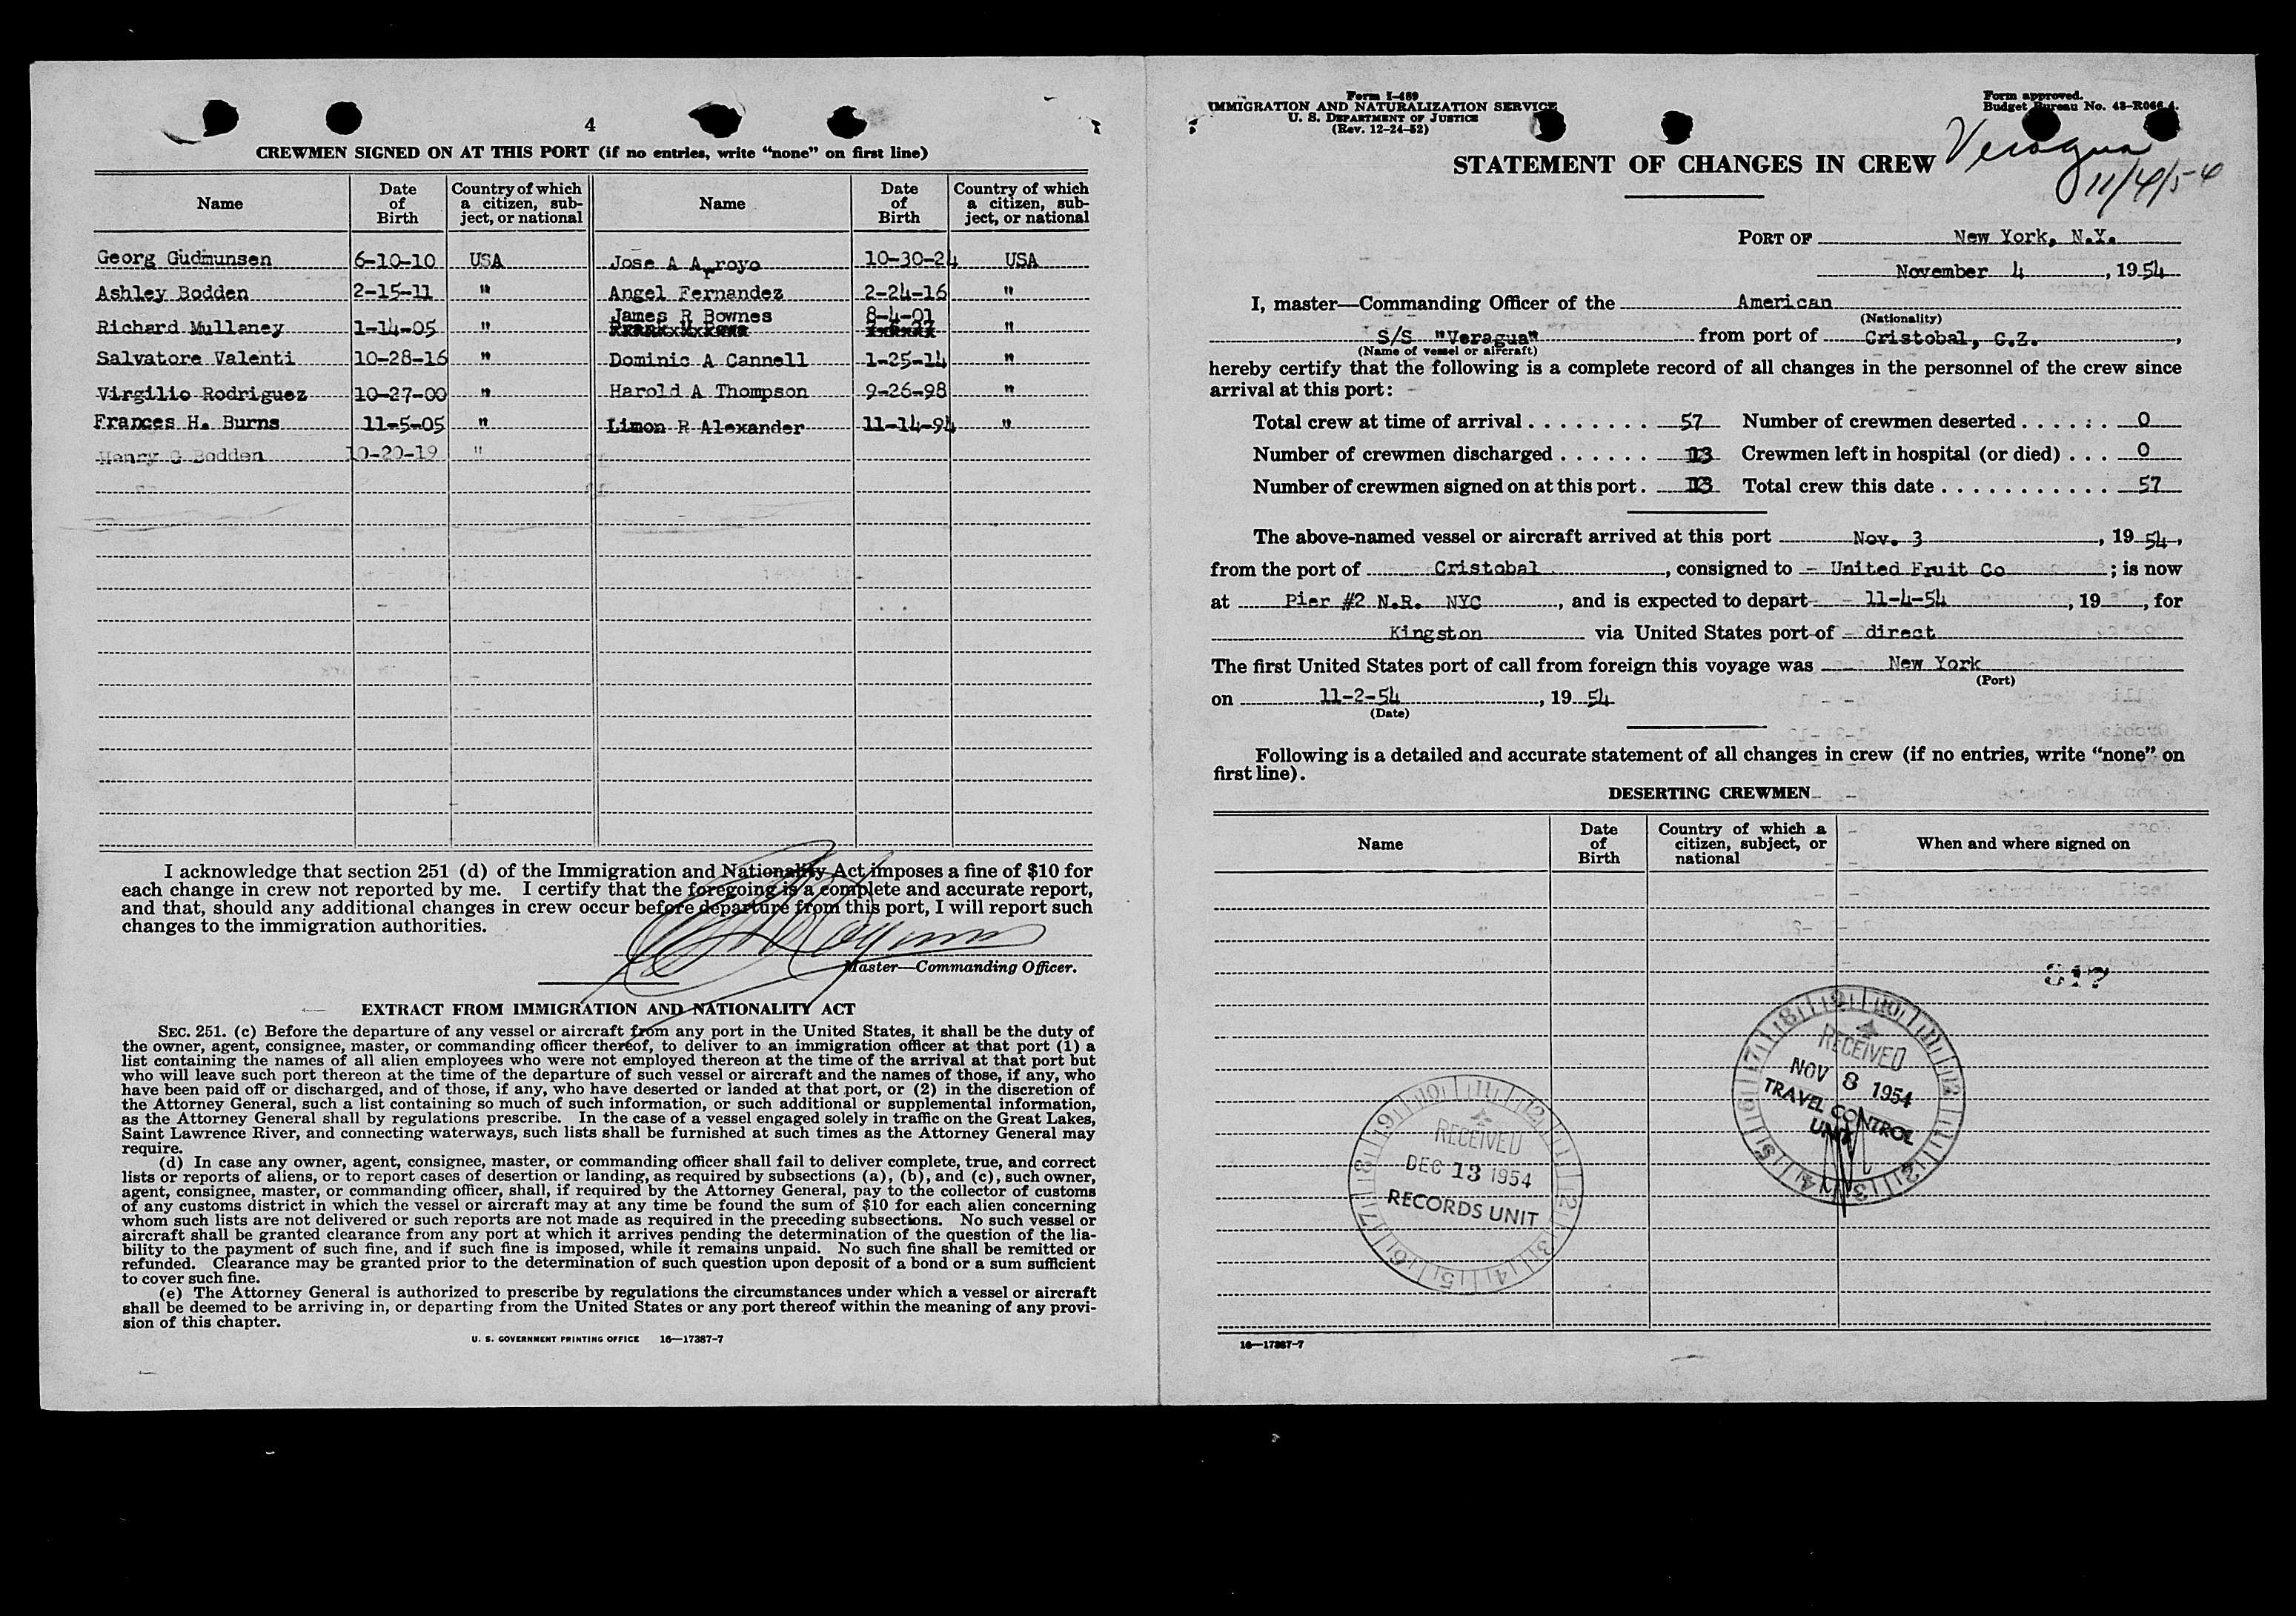 4
CREWMEN SIGNED ON AT THIS PORT (if no entries, write "none" on first line)
Name Date of Birth Country of which a citizen, subject, or national Name Date of Birth Country of which a citizen, subject, or national
Georg Gudmunsen 6-10-10 USA Jose A Arroyo 10-30-24 USA
Ashley Bodden 2-15-11 " Angel Fernandez 2-24-16 "
Richard Mullaney 1-14-05 " James R Bownes 8-4-01 "
Salvatore Valenti 10-28-16 " Dominic A Cannell 1-25-14 "
Virgilio Rodriguez 10-27-00 " Harold A Thompson 9-26-98 "
Frances H. Burns 11-5-05 " Limon R Alexander 11-14-94 "
Henry G Bodden 10-20-19 "
I acknowledge that section 251 (d) of the Immigration and Nationality Act imposes a fine of $10 for
each change in crew not reported by me. I certify that the foregoing is a complete and accurate report,
and that, should any additional changes in crew occur before departure from this port, I will report such
changes to the immigration authorities.
Master—Commanding Officer.
EXTRACT FROM IMMIGRATION AND NATIONALITY ACT
SEC. 251. (c) Before the departure of any vessel or aircraft from any port in the United States, it shall be the duty of
the owner, agent, consignee, master, or commanding officer thereof, to deliver to an immigration officer at that port (1) a
list containing the names of all alien employees who were not employed thereon at the time of the arrival at that port but
who will leave such port thereon at the time of the departure of such vessel or aircraft and the names of those, if any, who
have been paid off or discharged, and of those, if any, who have deserted or landed at that port, or (2) in the discretion of
the Attorney General, such a list containing so much of such information, or such additional or supplemental information,
as the Attorney General shall by regulations prescribe. In the case of a vessel engaged solely in traffic on the Great Lakes,
Saint Lawrence River, and connecting waterways, such lists shall be furnished at such times as the Attorney General may
require.
(d) In case any owner, agent, consignee, master, or commanding officer shall fail to deliver complete, true, and correct
lists or reports of aliens, or to report cases of desertion or landing, as required by subsections (a), (b), and (c), such owner,
agent, consignee, master, or commanding officer, shall, if required by the Attorney General, pay to the collector of customs
of any customs district in which the vessel or aircraft may at any time be found the sum of $10 for each alien concerning
whom such lists are not delivered or such reports are not made as required in the preceding subsections. No such vessel or
aircraft shall be granted clearance from any port at which it arrives pending the determination of the question of the lia-
bility to the payment of such fine, and if such fine is imposed, while it remains unpaid. No such fine shall be remitted or
refunded. Clearance may be granted prior to the determination of such question upon deposit of a bond or a sum sufficient
to cover such fine.
(e) The Attorney General is authorized to prescribe by regulations the circumstances under which a vessel or aircraft
shall be deemed to be arriving in, or departing from the United States or any port thereof within the meaning of any provi-
sion of this chapter.
U. S. GOVERNMENT PRINTING OFFICE 16—17387-7
Form I-489
IMMIGRATION AND NATURALIZATION SERVICE
U. S. DEPARTMENT OF JUSTICE
(Rev. 12-24-52)
Form approved.
Budget Bureau No. 43-R066.4.
STATEMENT OF CHANGES IN CREW
Veragua
11/4/54
PORT OF New York, N.Y.
November 4, 1954
I, master—Commanding Officer of the American
(Nationality)
S/S "Veragua" from port of Cristobal, C.Z.,
(Name of vessel or aircraft)
hereby certify that the following is a complete record of all changes in the personnel of the crew since
arrival at this port:
Total crew at time of arrival . . . . . . . . 57 Number of crewmen deserted . . . . . . 0
Number of crewmen discharged . . . . . . 13 Crewmen left in hospital (or died) . . . 0
Number of crewmen signed on at this port. 13 Total crew this date . . . . . . . . . . . 57
The above-named vessel or aircraft arrived at this port Nov. 3, 1954,
from the port of Cristobal, consigned to United Fruit Co; is now
at Pier #2 N.R. NYC, and is expected to depart 11-4-54, 19 , for
Kingston via United States port of direct
The first United States port of call from foreign this voyage was New York
(Port)
on 11-2-54, 1954
(Date)
Following is a detailed and accurate statement of all changes in crew (if no entries, write "none" on
first line).
DESERTING CREWMEN
Name Date of Birth Country of which a citizen, subject, or national When and where signed on
RECEIVED
NOV 8 1954
TRAVEL CONTROL
UNIT
RECEIVED
DEC 13 1954
RECORDS UNIT
16—17387-7